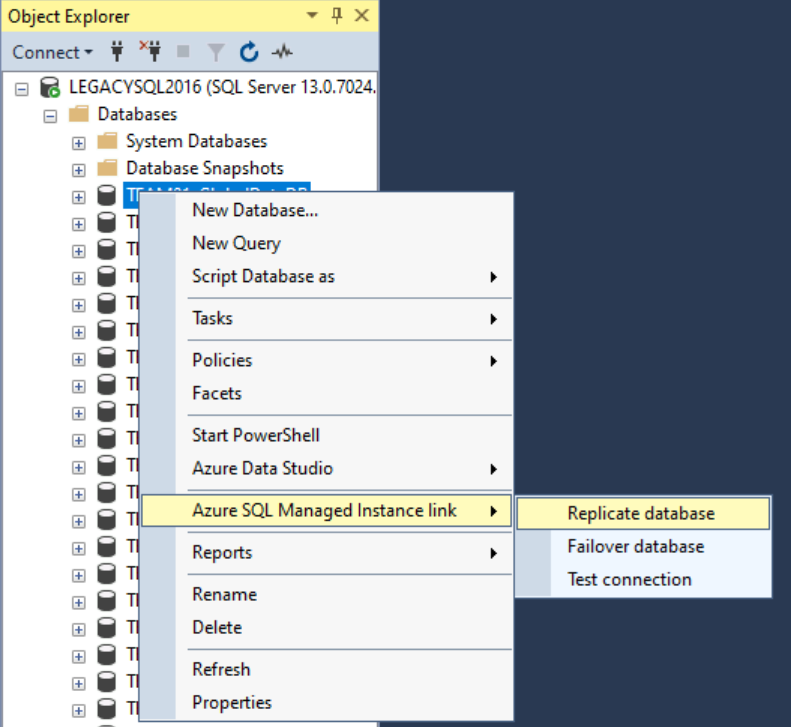 Object Explorer
Connect
LEGACYSQL2016 (SQL Server 13.0.7024.
Databases
System Databases
Database Snapshots
New Database...
New Query
Script Database as
Tasks
Policies
Facets
Start PowerShell
Azure Data Studio
Azure SQL Managed Instance link
Replicate database
Failover database
Test connection
Reports
Rename
Delete
Refresh
Properties